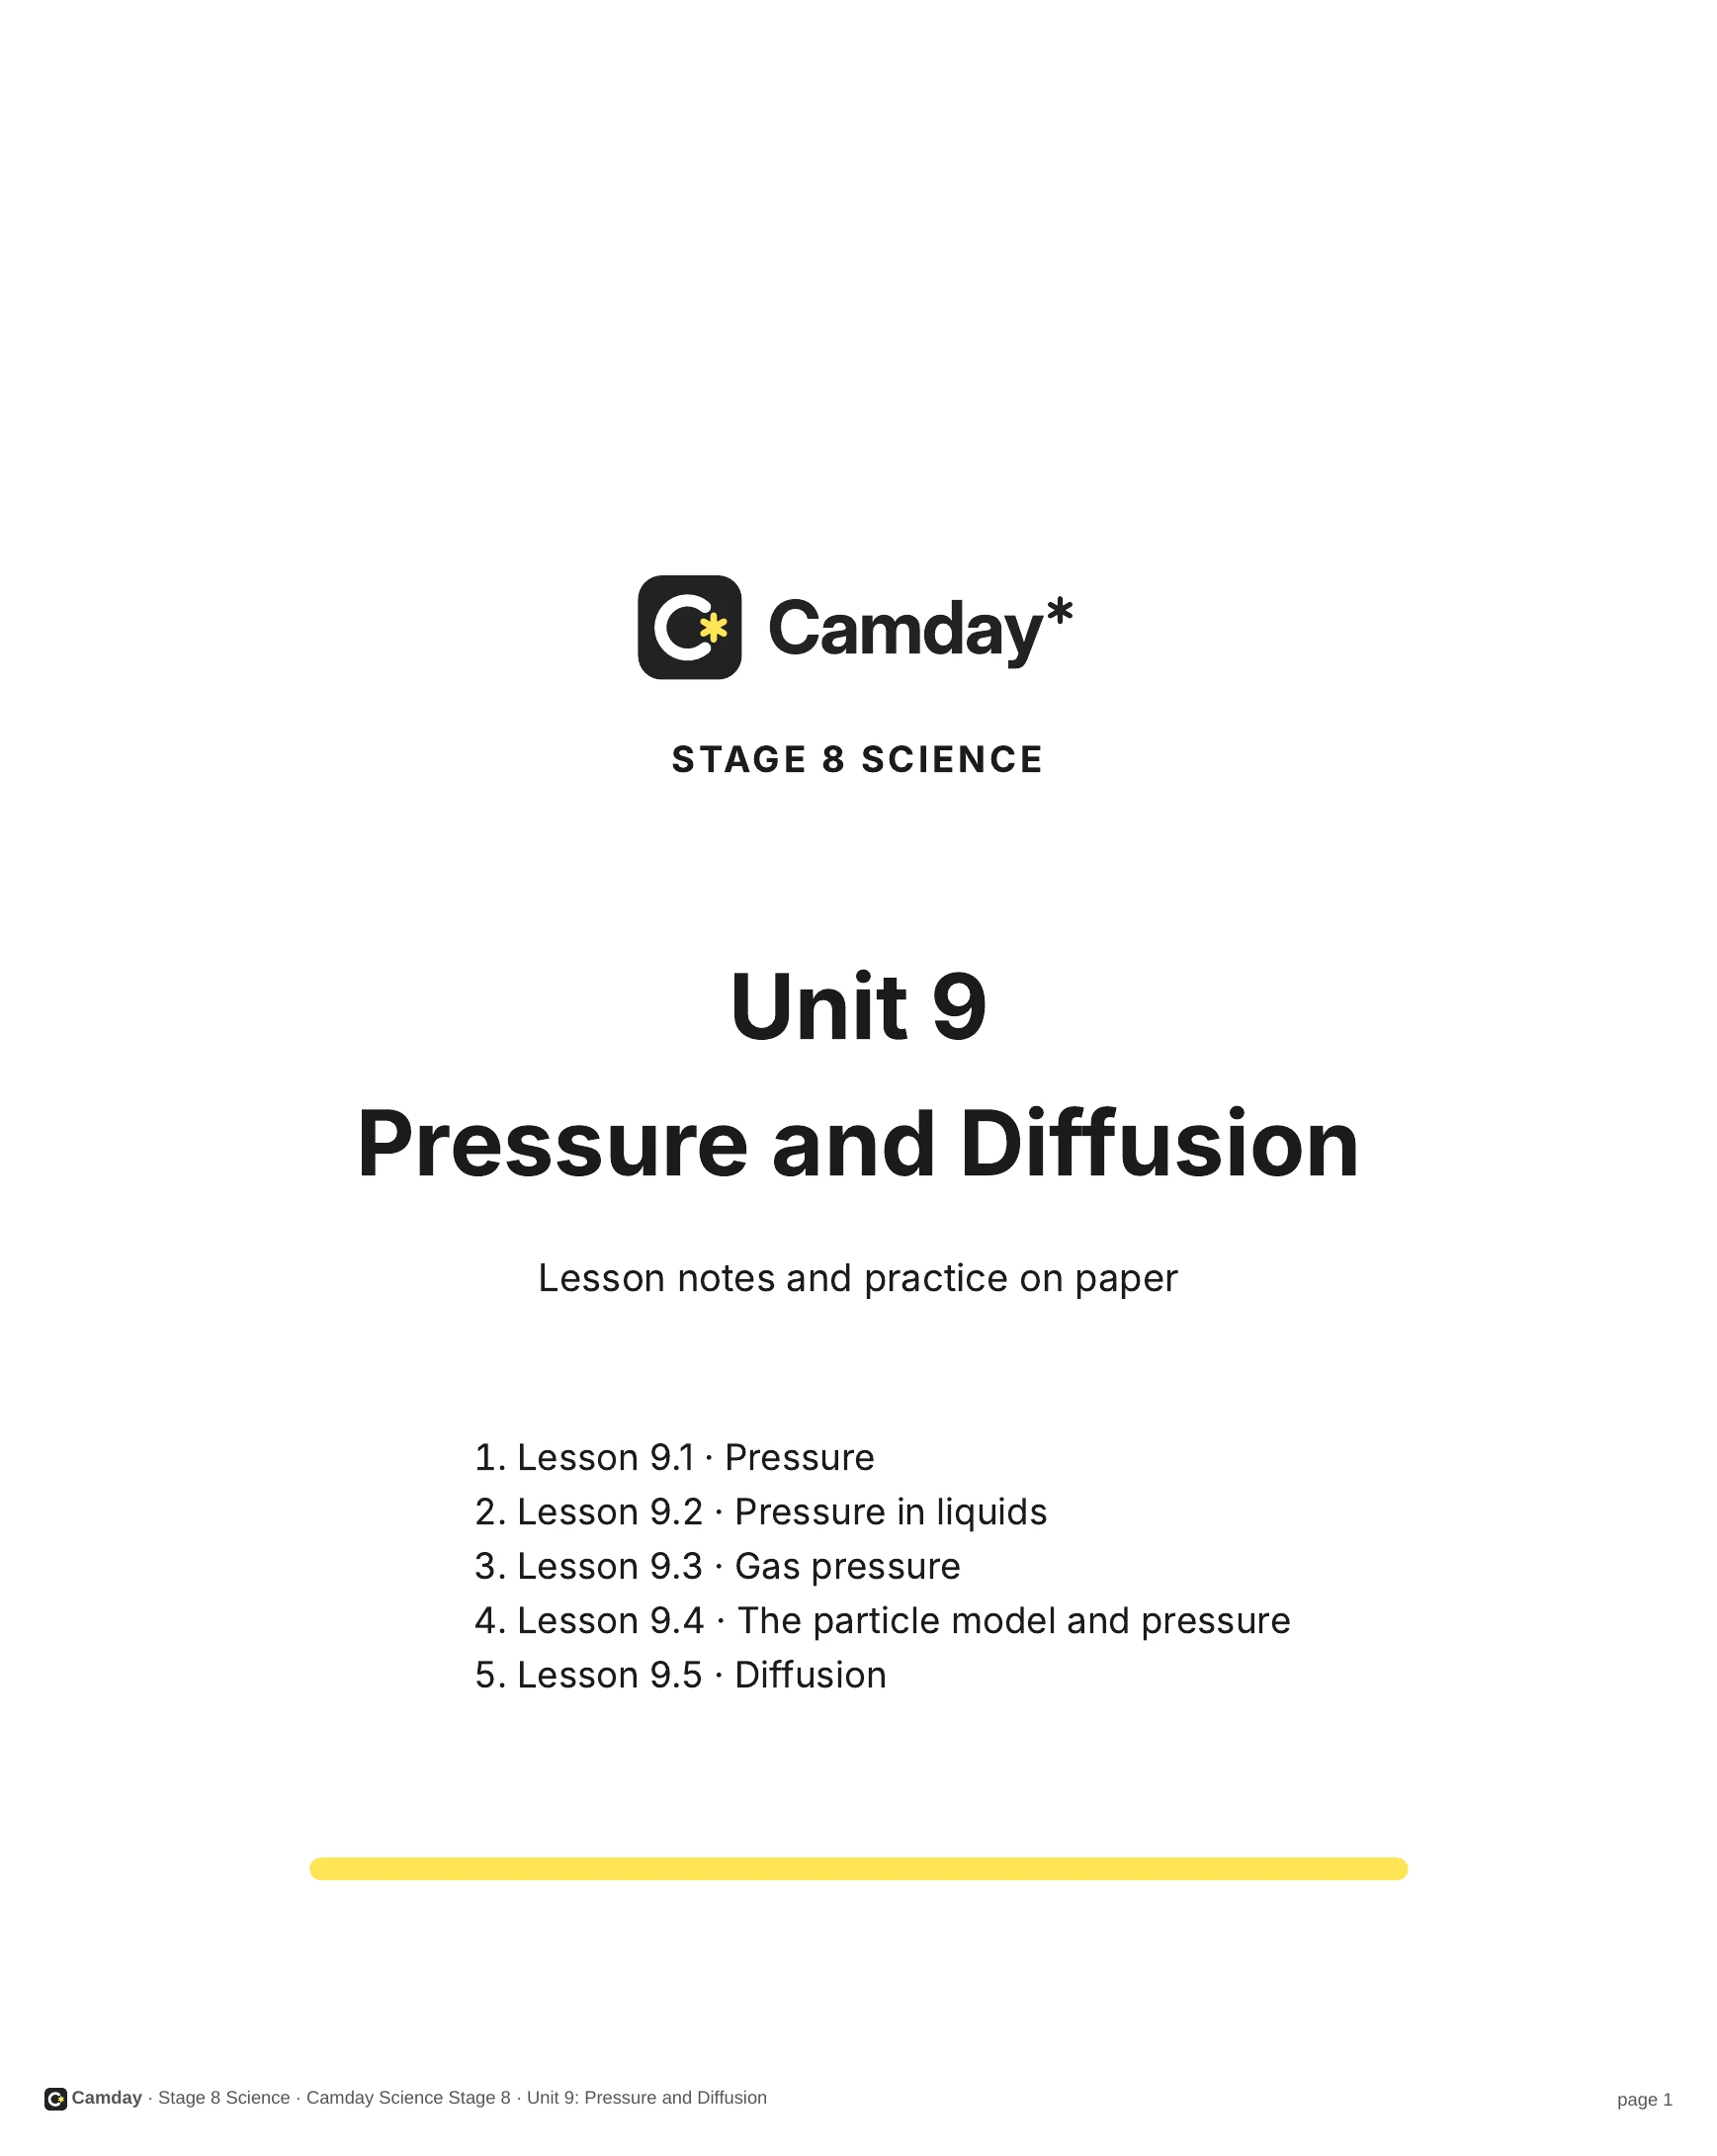 Camday*
STAGE 8 SCIENCE
Unit 9
Pressure and Diffusion
Lesson notes and practice on paper
1. Lesson 9.1 · Pressure
2. Lesson 9.2 · Pressure in liquids
3. Lesson 9.3 · Gas pressure
4. Lesson 9.4 · The particle model and pressure
5. Lesson 9.5 · Diffusion
Camday · Stage 8 Science · Camday Science Stage 8 · Unit 9: Pressure and Diffusion
page 1